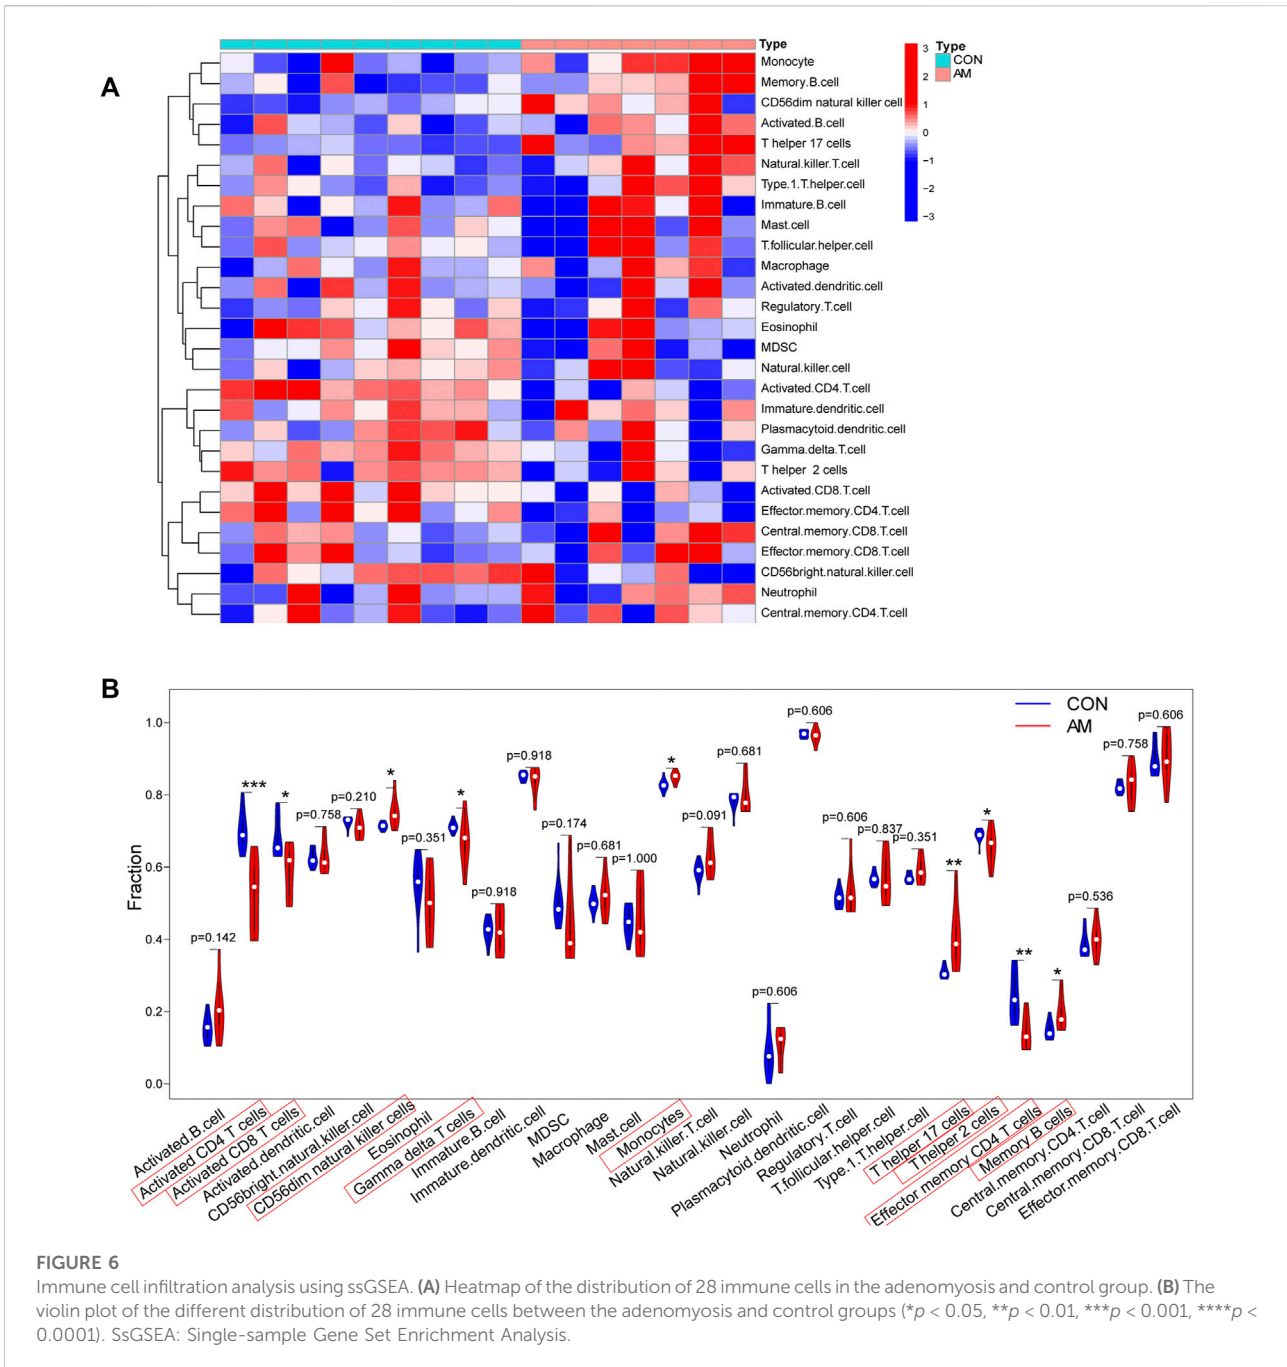 A
Type
Monocyte
Memory.B.cell
CD56dim natural killer cell
Activated.B.cell
T helper 17 cells
Natural.killer.T.cell
Type.1.T.helper.cell
Immature.B.cell
Mast.cell
T.follicular.helper.cell
Macrophage
Activated.dendritic.cell
Regulatory.T.cell
Eosinophil
MDSC
Natural.killer.cell
Activated.CD4.T.cell
Immature.dendritic.cell
Plasmacytoid.dendritic.cell
Gamma.delta.T.cell
T helper 2 cells
Activated.CD8.T.cell
Effector.memory.CD4.T.cell
Central.memory.CD8.T.cell
Effector.memory.CD8.T.cell
CD56bright.natural.killer.cell
Neutrophil
Central.memory.CD4.T.cell
3
2
1
0
−1
−2
−3
Type
CON
AM
B
CON
AM
Fraction
1.0
0.8
0.6
0.4
0.2
0.0
p=0.142
***
*
p=0.758
p=0.210
*
p=0.351
*
p=0.918
p=0.918
p=0.174
p=0.681
p=1.000
*
p=0.091
p=0.681
p=0.606
p=0.606
p=0.606
p=0.837
p=0.351
**
*
**
*
p=0.536
p=0.758
p=0.606
Activated.B.cell
Activated CD4 T cells
Activated CD8 T cells
Activated.dendritic.cell
CD56bright.natural.killer.cell
CD56dim natural killer cells
Eosinophil
Gamma delta T cells
Immature.B.cell
Immature.dendritic.cell
MDSC
Macrophage
Mast.cell
Monocytes
Natural.killer.T.cell
Natural.killer.cell
Neutrophil
Plasmacytoid.dendritic.cell
Regulatory.T.cell
T.follicular.helper.cell
Type.1.T.helper.cell
T helper 17 cells
T helper 2 cells
Effector memory CD4 T cells
Memory B cells
Central.memory.CD4.T.cell
Central.memory.CD8.T.cell
Effector.memory.CD8.T.cell
FIGURE 6
Immune cell infiltration analysis using ssGSEA. (A) Heatmap of the distribution of 28 immune cells in the adenomyosis and control group. (B) The
violin plot of the different distribution of 28 immune cells between the adenomyosis and control groups (*p < 0.05, **p < 0.01, ***p < 0.001, ****p <
0.0001). SsGSEA: Single-sample Gene Set Enrichment Analysis.